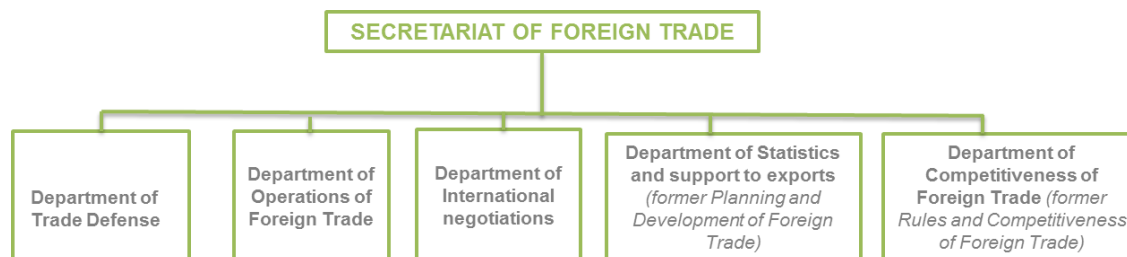 SECRETARIAT OF FOREIGN TRADE
Department of
Trade Defense
Department of
Operations of
Foreign Trade
Department of
International
negotiations
Department of Statistics
and support to exports
(former Planning and
Development of Foreign
Trade)
Department of
Competitiveness of
Foreign Trade (former
Rules and Competitiveness
of Foreign Trade)